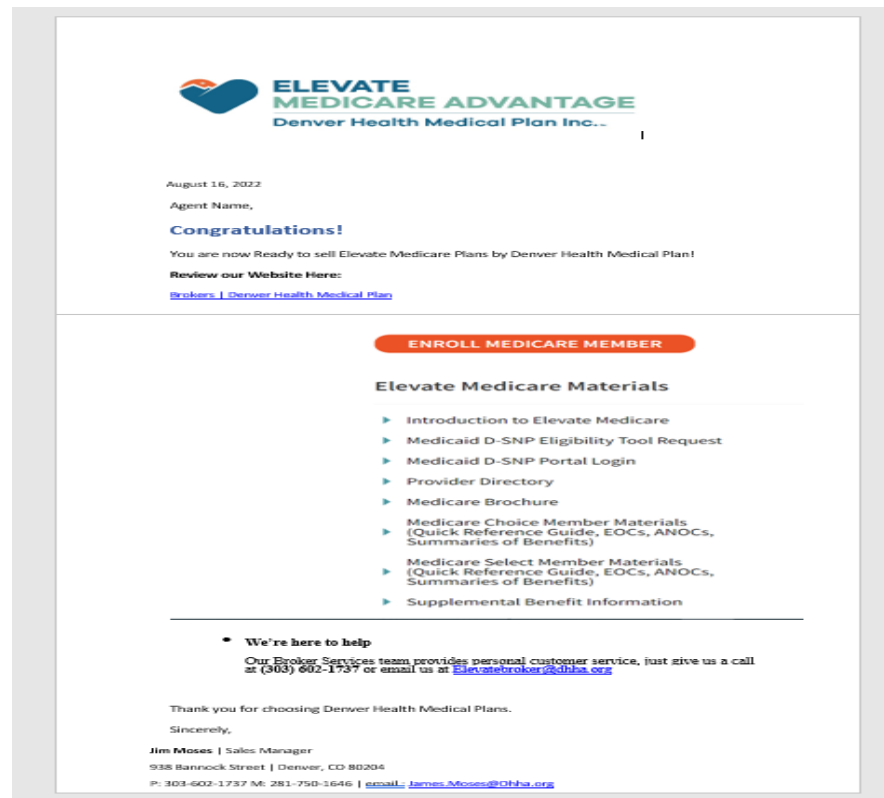 ELEVATE
MEDICARE ADVANTAGE
Denver Health Medical Plan Inc..
August 16, 2022
Agent Name,
Congratulations!
You are now Ready to sell Elevate Medicare Plans by Denver Health Medical Plan!
Review our Website Here:
Brokers | Denver Health Medical Plan
ENROLL MEDICARE MEMBER
Elevate Medicare Materials
Introduction to Elevate Medicare
Medicaid D-SNP Eligibility Tool Request
Medicaid D-SNP Portal Login
Provider Directory
Medicare Brochure
Medicare Choice Member Materials
(Quick Reference Guide, EOCs, ANOCs,
Summaries of Benefits)
Medicare Select Member Materials
(Quick Reference Guide, EOCs, ANOCs,
Summaries of Benefits)
Supplemental Benefit Information
We're here to help
Our Broker Services team provides personal customer service, just give us a call
at (303) 602-1737 or email us at Elevatebroker@dhha.org
Thank you for choosing Denver Health Medical Plans.
Sincerely,
Jim Moses | Sales Manager
938 Bannock Street | Denver, CO 80204
P: 303-602-1737 M: 281-750-1646 | email.: James.Moses@Dhha.org